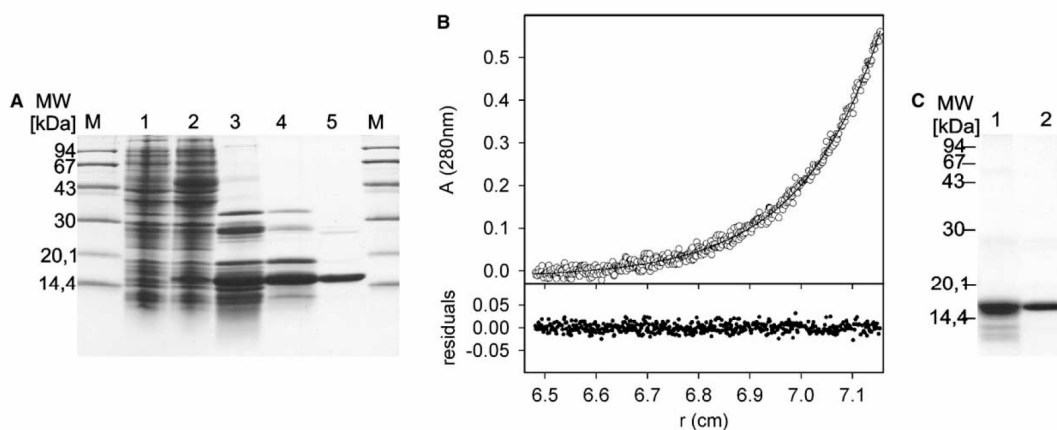 A
MW
[kDa]
M 1 2 3 4 5 M
94
67
43
30
20,1
14,4
B
A (280nm)
0.5
0.4
0.3
0.2
0.1
0.0
residuals
0.05
0.00
-0.05
6.5 6.6 6.7 6.8 6.9 7.0 7.1
r (cm)
C
MW
[kDa]
1 2
94
67
43
30
20,1
14,4